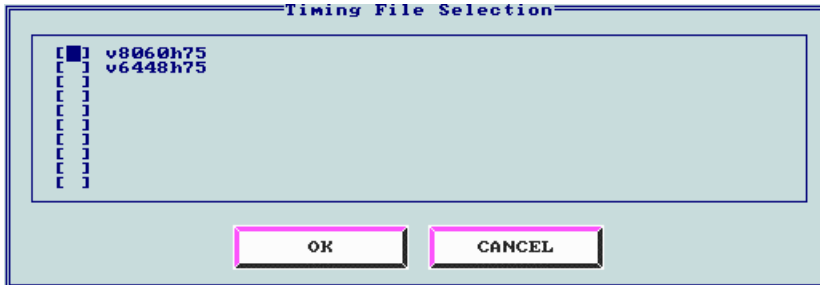 Timing File Selection
[■] v8060h75
[ ] v6448h75
[ ]
[ ]
[ ]
[ ]
[ ]
[ ]
[ ]
[ ]
OK CANCEL